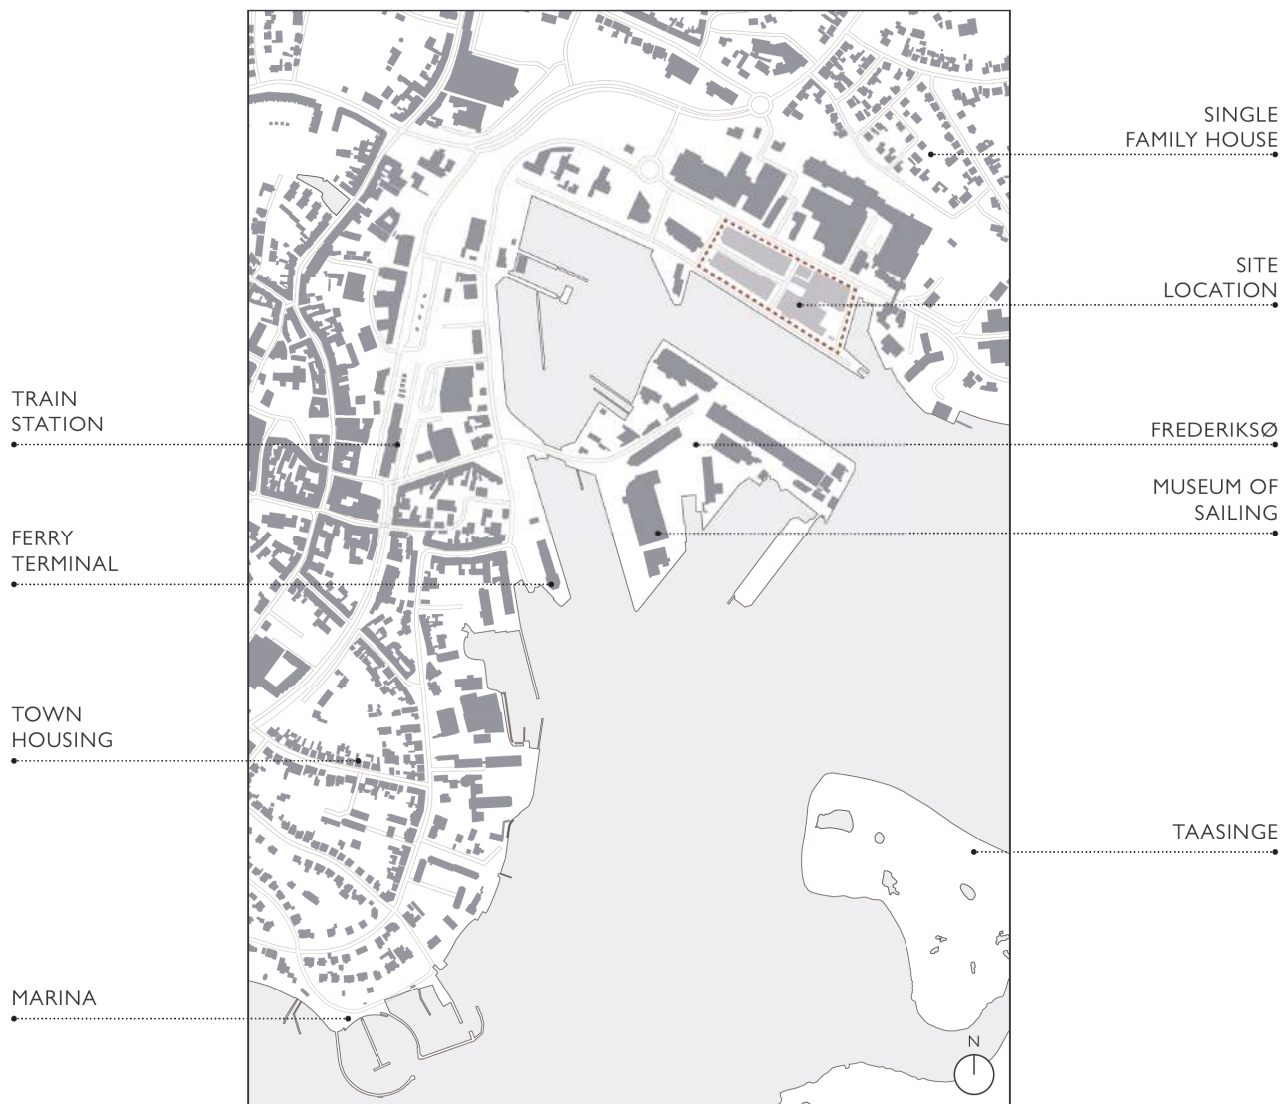 SINGLE
FAMILY HOUSE
SITE
LOCATION
TRAIN
STATION
FREDERIKSØ
MUSEUM OF
SAILING
FERRY
TERMINAL
TOWN
HOUSING
TAASINGE
MARINA
N